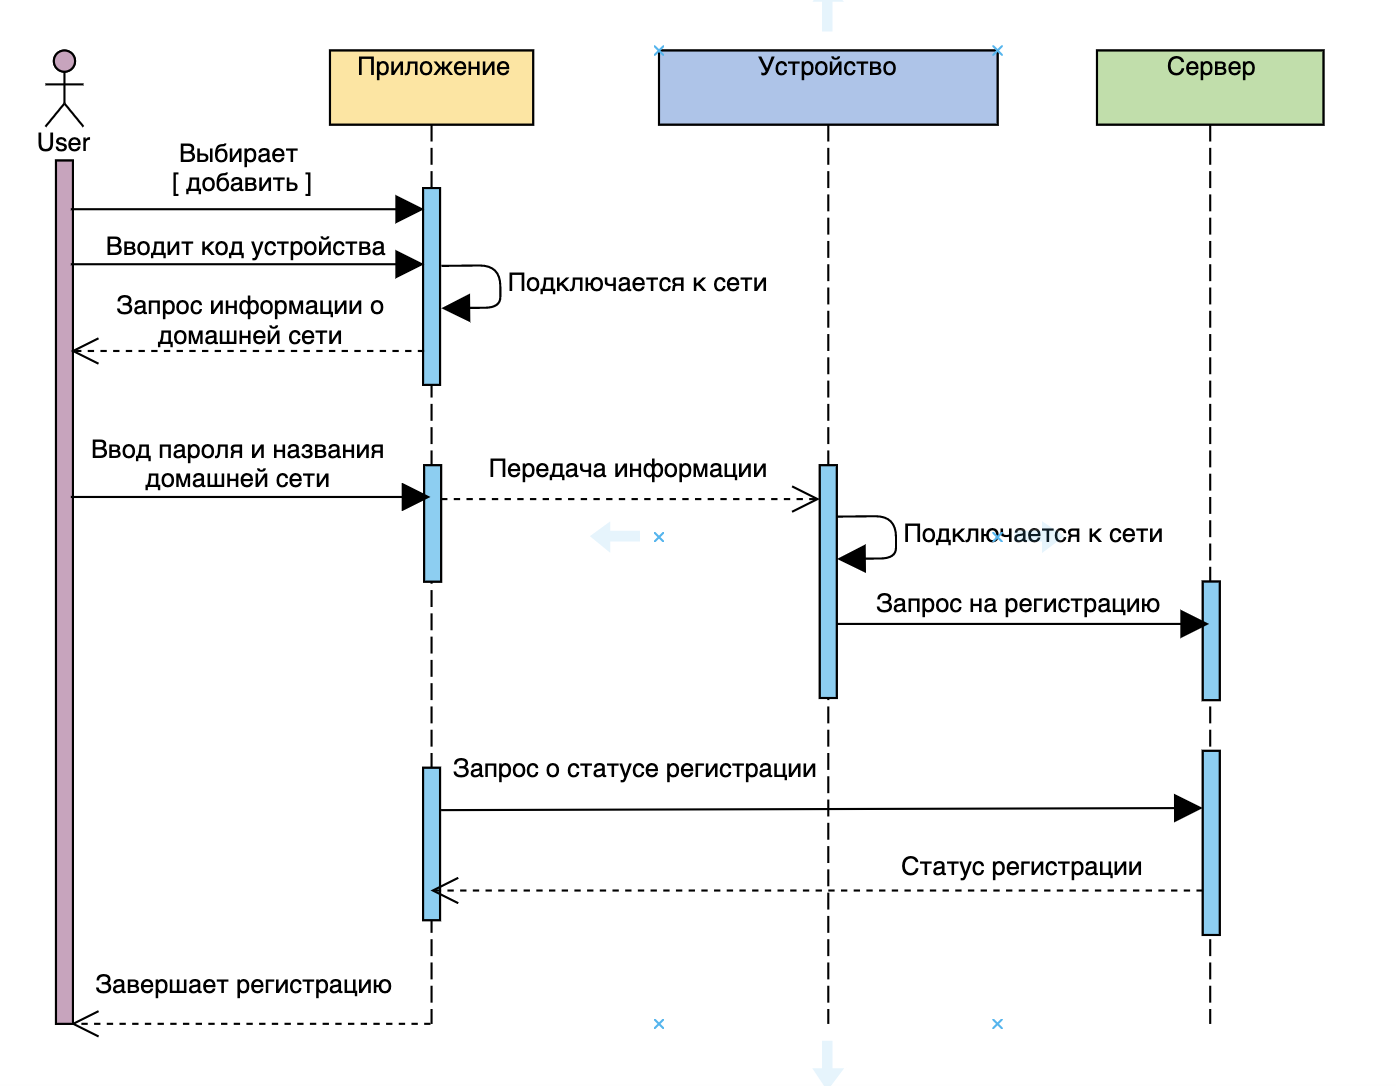 Приложение
Устройство
Сервер
User
Выбирает
[ добавить ]
Вводит код устройства
Подключается к сети
Запрос информации о
домашней сети
Ввод пароля и названия
домашней сети
Передача информации
Подключается к сети
Запрос на регистрацию
Запрос о статусе регистрации
Статус регистрации
Завершает регистрацию